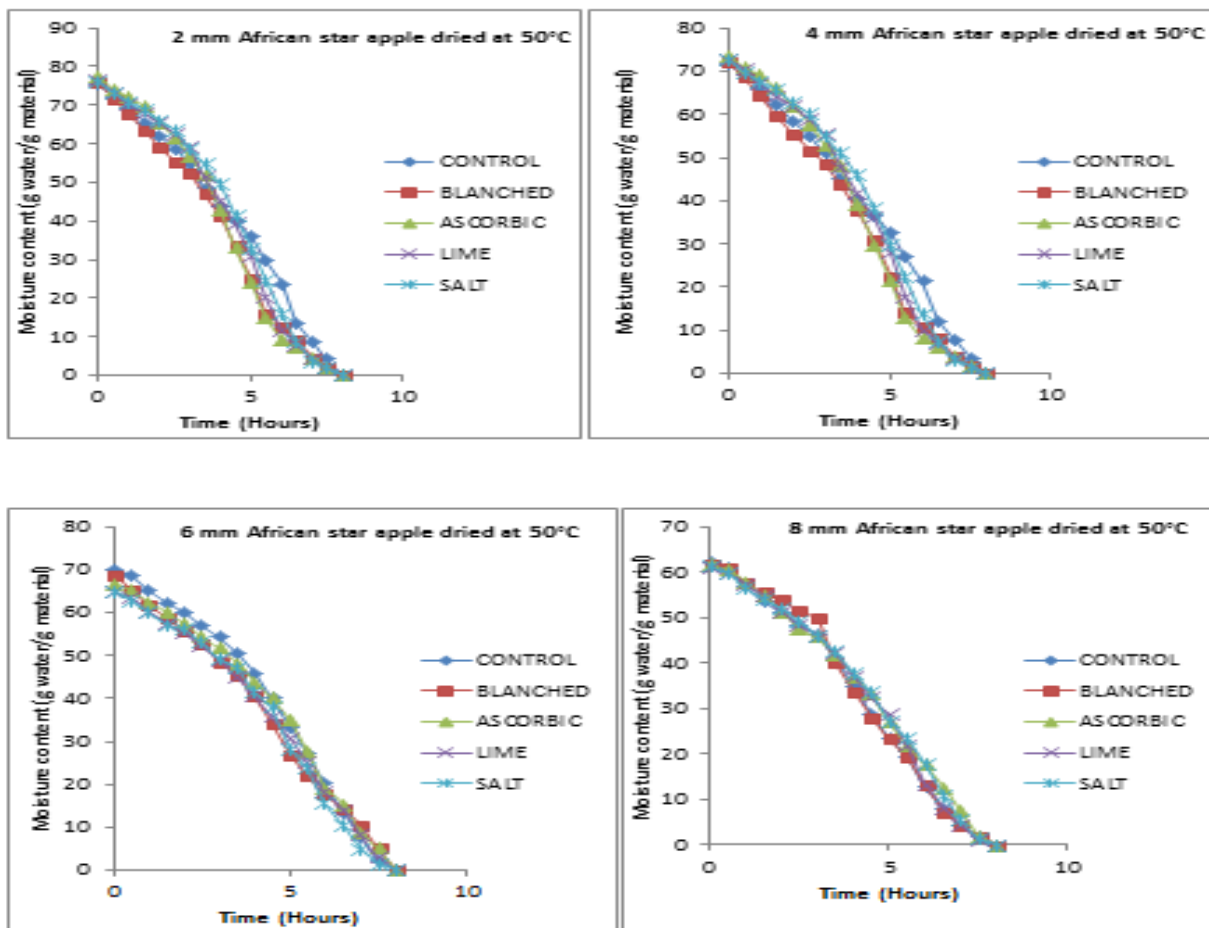 2 mm African star apple dried at 50°C
Moisture content (g water/g material)
90
80
70
60
50
40
30
20
10
0
0 5 10
Time (Hours)
CONTROL
BLANCHED
ASCORBIC
LIME
SALT
4 mm African star apple dried at 50°C
Moisture content (g water/g material)
80
70
60
50
40
30
20
10
0
0 5 10
Time (Hours)
CONTROL
BLANCHED
ASCORBIC
LIME
SALT
6 mm African star apple dried at 50°C
Moisture content (g water/g material)
80
70
60
50
40
30
20
10
0
0 5 10
Time (Hours)
CONTROL
BLANCHED
ASCORBIC
LIME
SALT
8 mm African star apple dried at 50°C
Moisture content (g water/g material)
70
60
50
40
30
20
10
0
0 5 10
Time (Hours)
CONTROL
BLANCHED
ASCORBIC
LIME
SALT